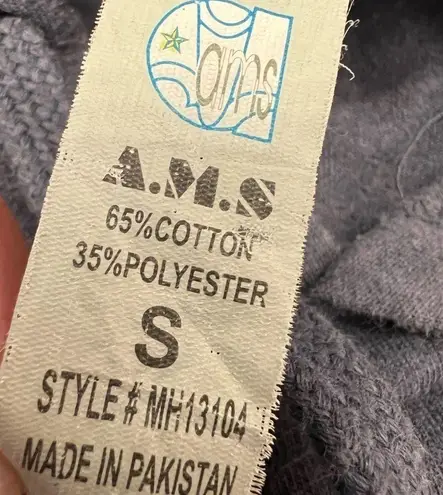 ams
A.M.S
65%COTTON
35%POLYESTER
S
STYLE # MH13104
MADE IN PAKISTAN